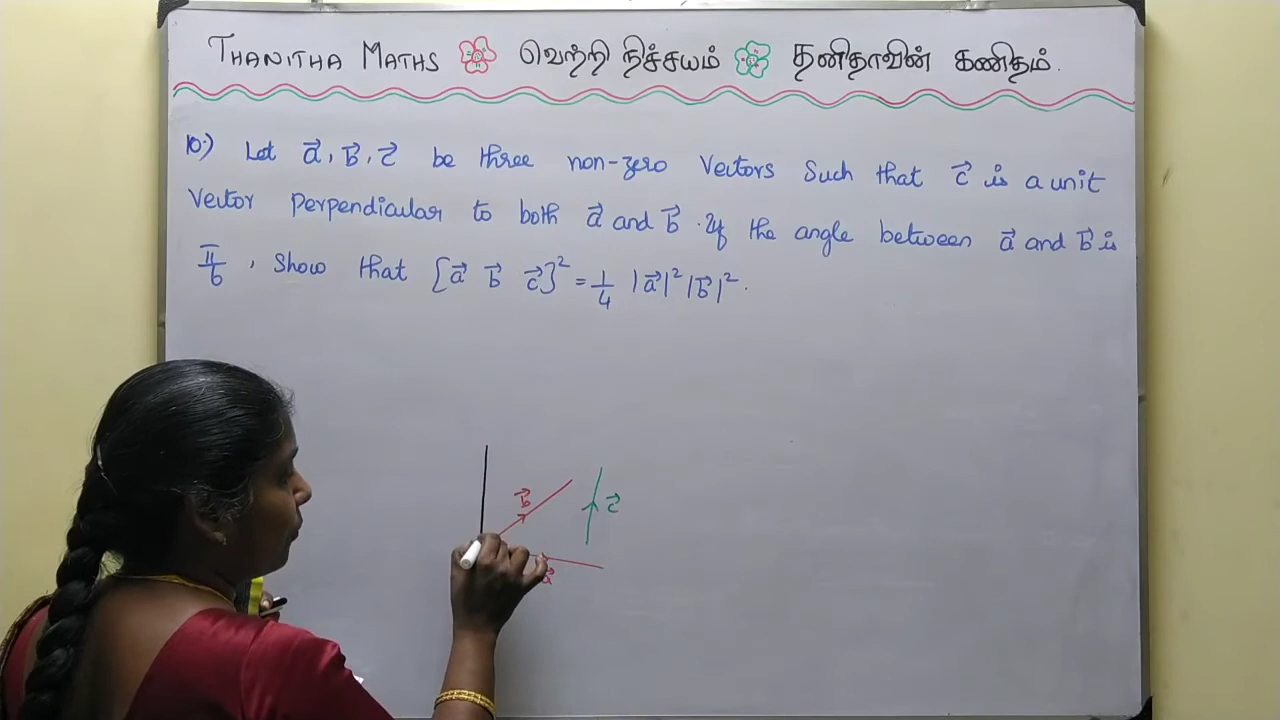 THANITHA MATHS வெற்றி நிச்சயம் தனிதாவின் கணிதம்.
10.) Let a⃗, b⃗, c⃗ be three non-zero vectors such that c⃗ is a unit
vector perpendicular to both a⃗ and b⃗. If the angle between a⃗ and b⃗ is
π/6, show that [a⃗ b⃗ c⃗]² = 1/4 |a⃗|² |b⃗|².
b⃗
c⃗
a⃗